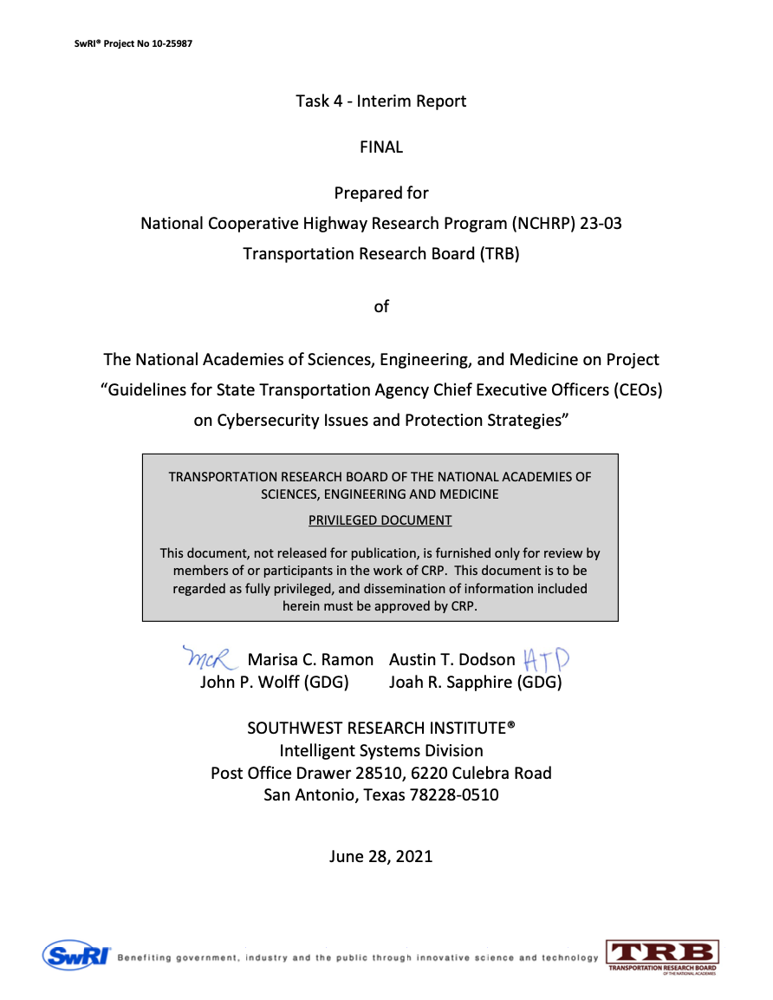 SwRI® Project No 10-25987
Task 4 - Interim Report
FINAL
Prepared for
National Cooperative Highway Research Program (NCHRP) 23-03
Transportation Research Board (TRB)
of
The National Academies of Sciences, Engineering, and Medicine on Project
“Guidelines for State Transportation Agency Chief Executive Officers (CEOs)
on Cybersecurity Issues and Protection Strategies”
TRANSPORTATION RESEARCH BOARD OF THE NATIONAL ACADEMIES OF
SCIENCES, ENGINEERING AND MEDICINE
PRIVILEGED DOCUMENT
This document, not released for publication, is furnished only for review by
members of or participants in the work of CRP. This document is to be
regarded as fully privileged, and dissemination of information included
herein must be approved by CRP.
MCR Marisa C. Ramon Austin T. Dodson ATD
John P. Wolff (GDG) Joah R. Sapphire (GDG)
SOUTHWEST RESEARCH INSTITUTE®
Intelligent Systems Division
Post Office Drawer 28510, 6220 Culebra Road
San Antonio, Texas 78228-0510
June 28, 2021
SwRI Benefiting government, industry and the public through innovative science and technology TRB
TRANSPORTATION RESEARCH BOARD
OF THE NATIONAL ACADEMIES